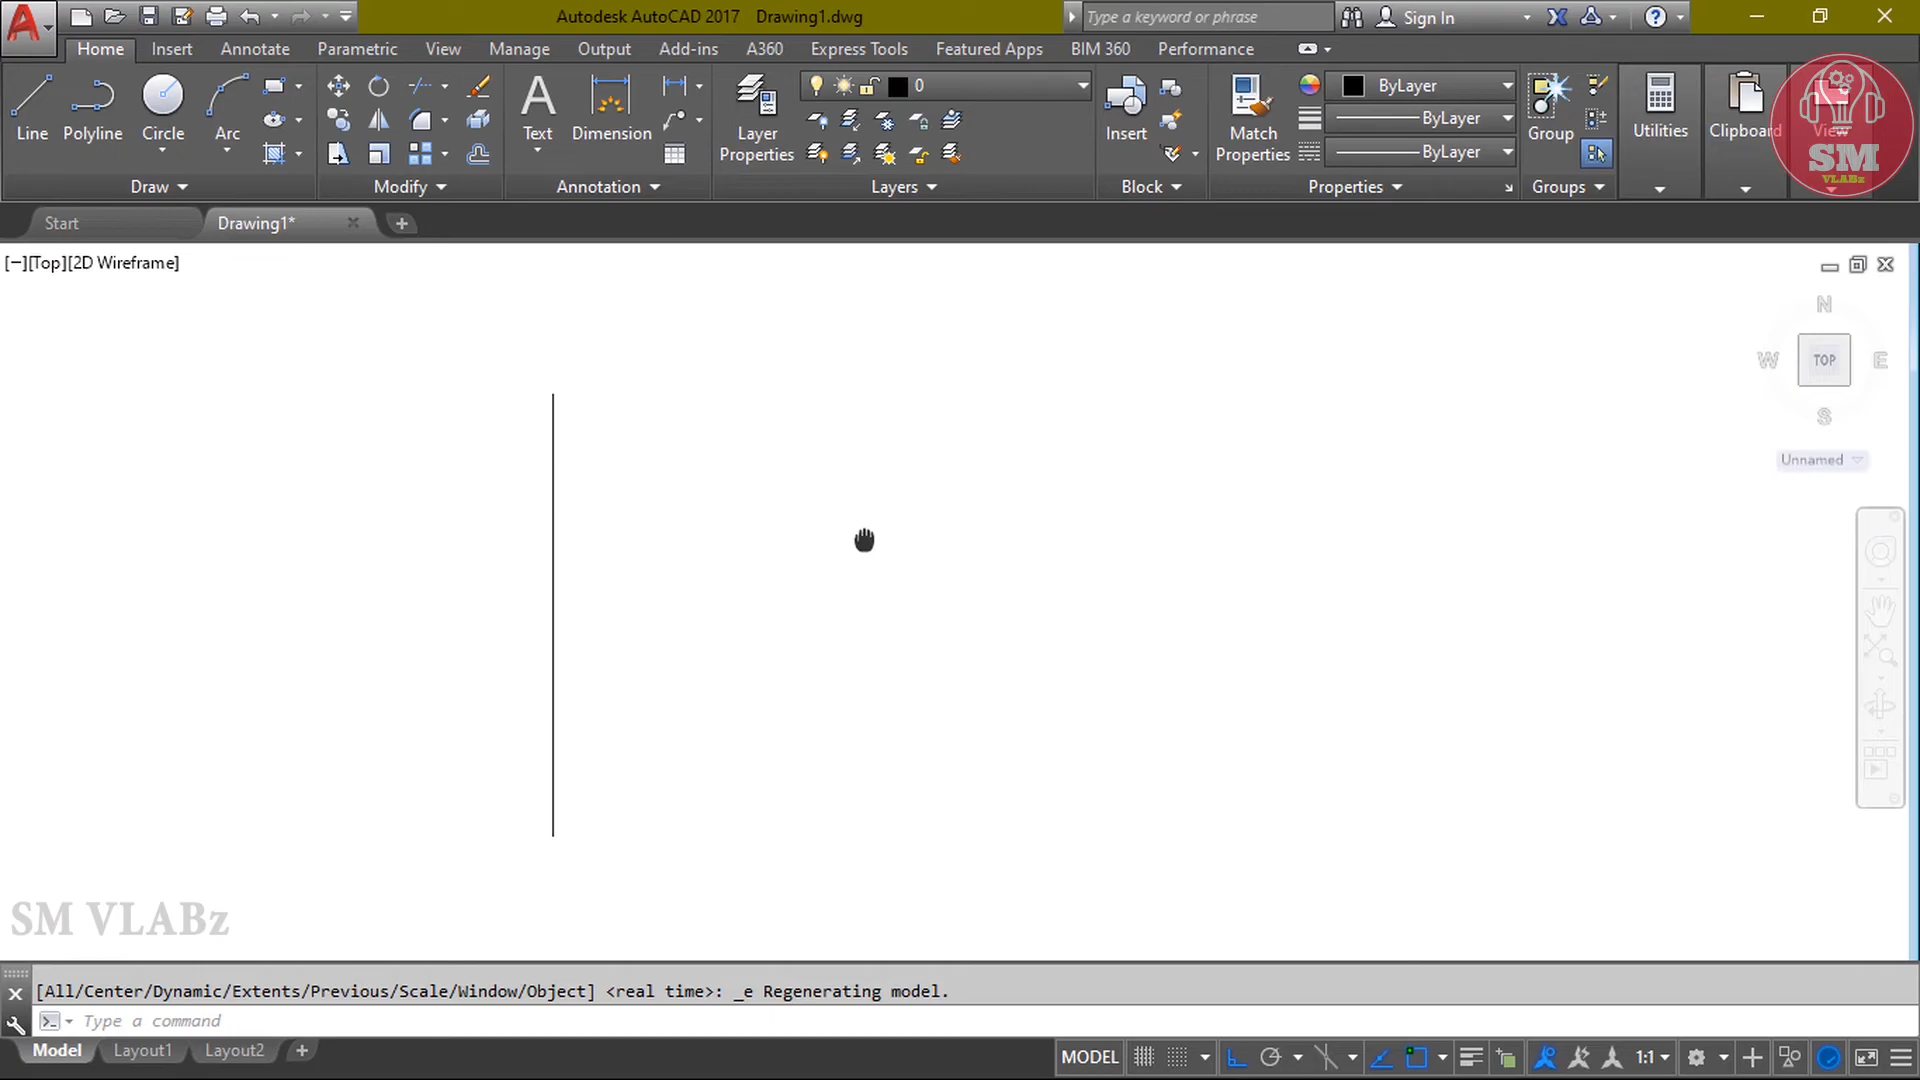 Autodesk AutoCAD 2017 Drawing1.dwg
Type a keyword or phrase
Sign In
Home Insert Annotate Parametric View Manage Output Add-ins A360 Express Tools Featured Apps BIM 360 Performance
Line Polyline Circle Arc
Text Dimension
Layer Properties
0
Insert
Match Properties
ByLayer
ByLayer
ByLayer
Group
Utilities
Clipboard
View
SM
VLABz
Draw Modify Annotation Layers Block Properties Groups
Start Drawing1*
[−][Top][2D Wireframe]
N
W TOP E
S
Unnamed
SM VLABz
[All/Center/Dynamic/Extents/Previous/Scale/Window/Object] <real time>: _e Regenerating model.
Type a command
Model Layout1 Layout2
MODEL 1:1